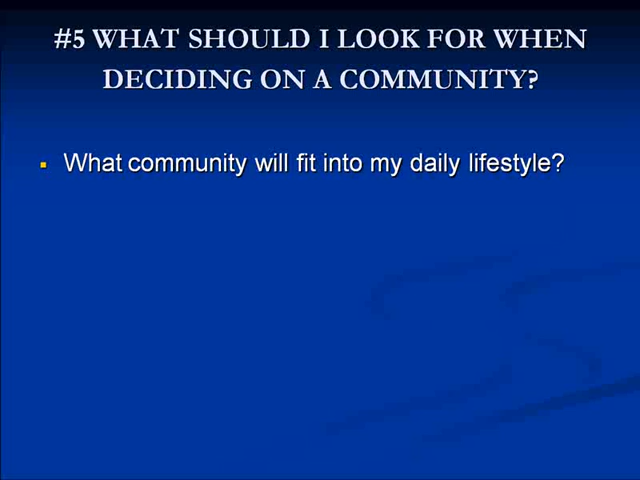 #5 WHAT SHOULD I LOOK FOR WHEN
DECIDING ON A COMMUNITY?
What community will fit into my daily lifestyle?